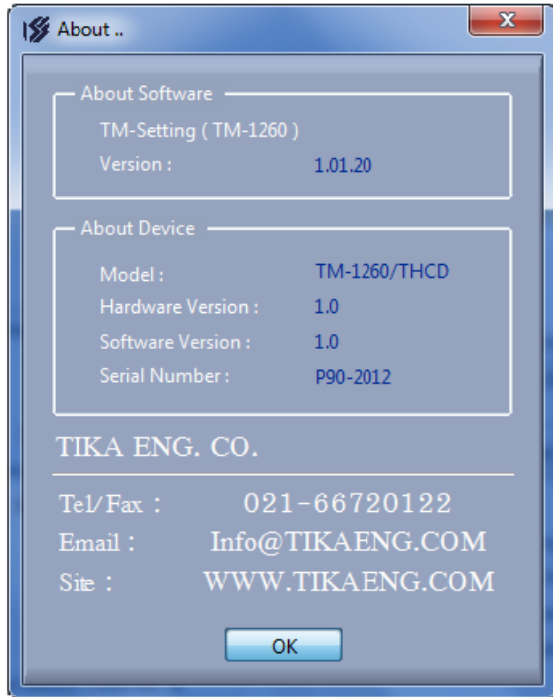 About ..
About Software
TM-Setting ( TM-1260 )
Version : 1.01.20
About Device
Model : TM-1260/THCD
Hardware Version : 1.0
Software Version : 1.0
Serial Number : P90-2012
TIKA ENG. CO.
Tel/Fax : 021-66720122
Email : Info@TIKAENG.COM
Site : WWW.TIKAENG.COM
OK